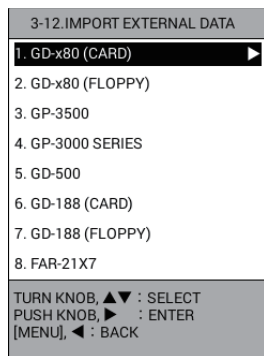 3-12.IMPORT EXTERNAL DATA
1. GD-x80 (CARD) ▶
2. GD-x80 (FLOPPY)
3. GP-3500
4. GP-3000 SERIES
5. GD-500
6. GD-188 (CARD)
7. GD-188 (FLOPPY)
8. FAR-21X7
TURN KNOB, ▲▼ : SELECT
PUSH KNOB, ▶ : ENTER
[MENU], ◀ : BACK